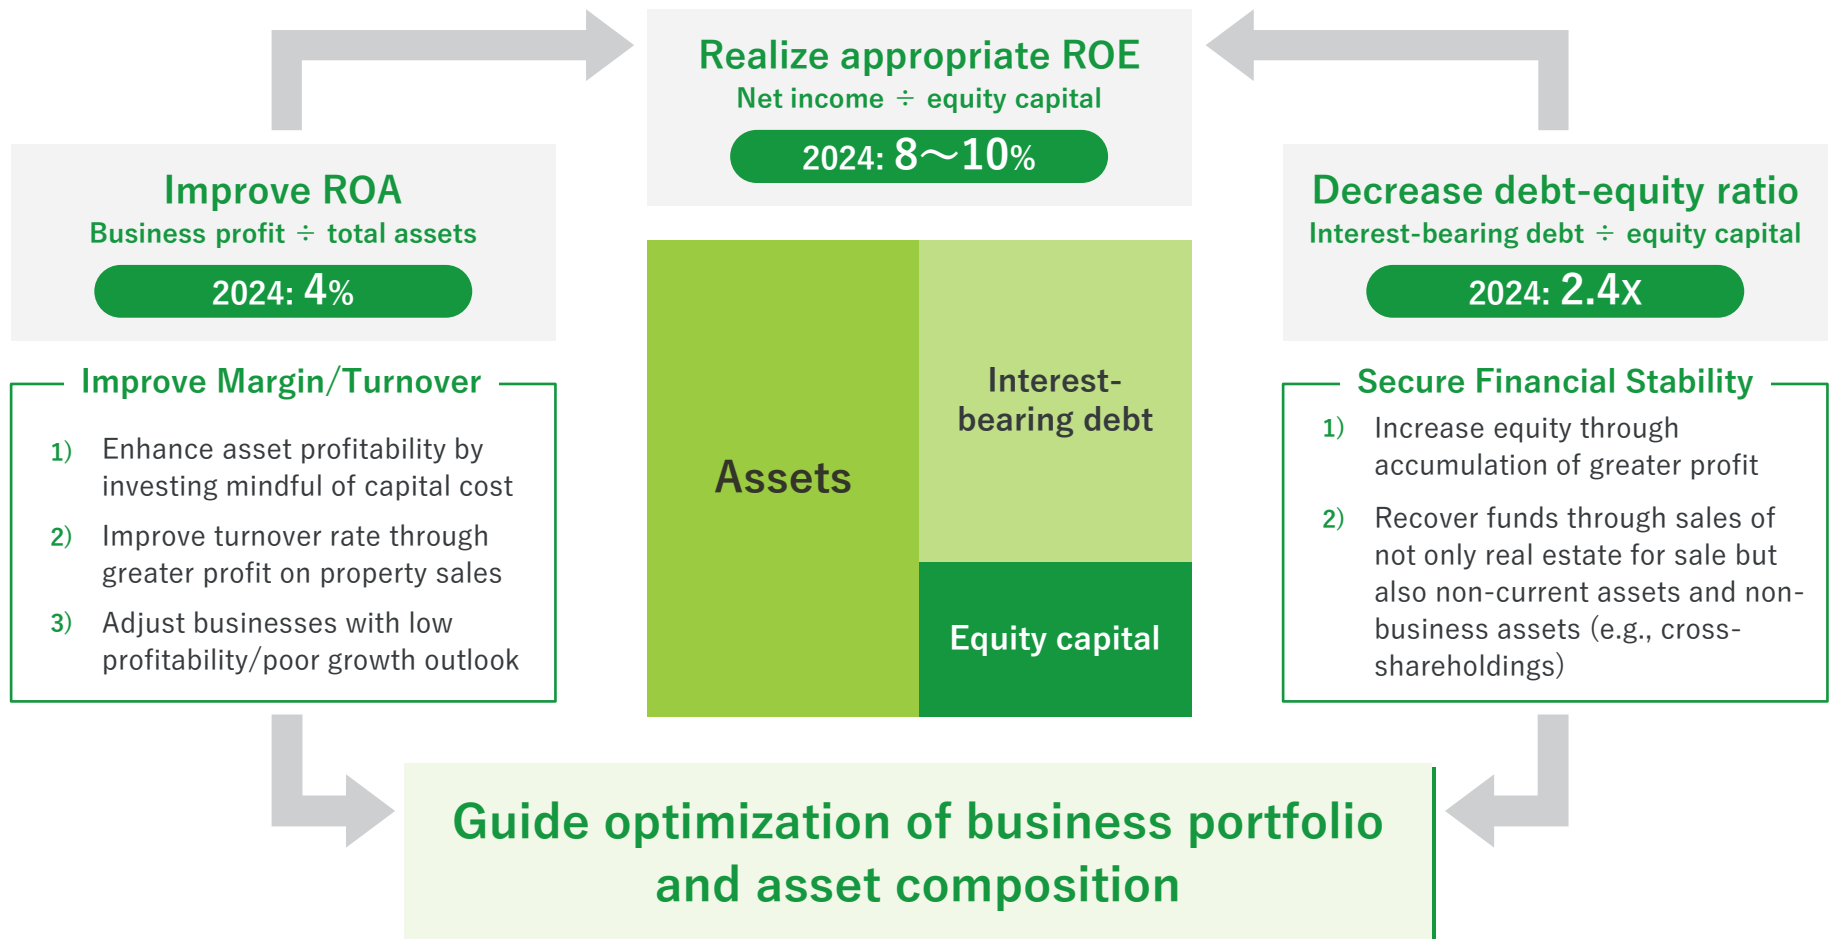 Realize appropriate ROE
Net income ÷ equity capital
2024: 8～10%
Improve ROA
Business profit ÷ total assets
2024: 4%
Decrease debt-equity ratio
Interest-bearing debt ÷ equity capital
2024: 2.4X
Improve Margin/Turnover
1) Enhance asset profitability by
investing mindful of capital cost
2) Improve turnover rate through
greater profit on property sales
3) Adjust businesses with low
profitability/poor growth outlook
Assets
Interest-
bearing debt
Equity capital
Secure Financial Stability
1) Increase equity through
accumulation of greater profit
2) Recover funds through sales of
not only real estate for sale but
also non-current assets and non-
business assets (e.g., cross-
shareholdings)
Guide optimization of business portfolio
and asset composition